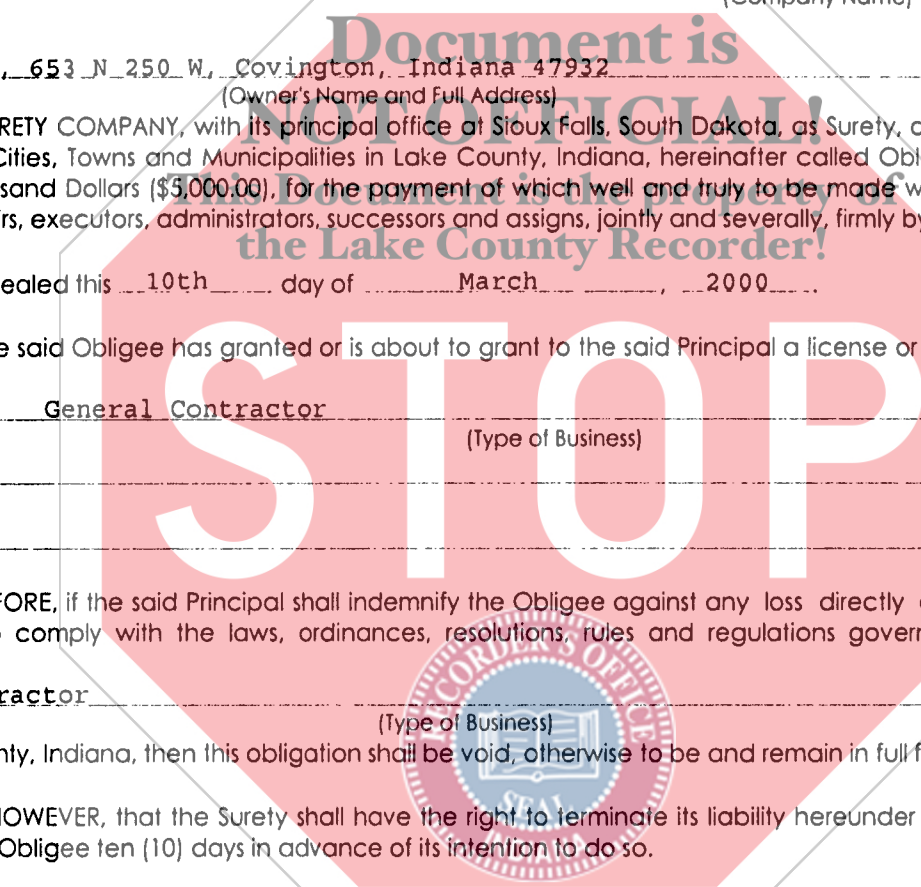 (Company Name)
Document is
, 653 N 250 W, Covington, Indiana 47932
(Owner's Name and Full Address)
NOT OFFICIAL!
RETY COMPANY, with its principal office at Sioux Falls, South Dakota, as Surety, a
Cities, Towns and Municipalities in Lake County, Indiana, hereinafter called Obl
This Document is the property of
usand Dollars ($5,000.00), for the payment of which well and truly to be made w
rs, executors, administrators, successors and assigns, jointly and severally, firmly by
the Lake County Recorder!
ealed this 10th day of March , 2000 .
e said Obligee has granted or is about to grant to the said Principal a license or
STOP
General Contractor
(Type of Business)
FORE, if the said Principal shall indemnify the Obligee against any loss directly
comply with the laws, ordinances, resolutions, rules and regulations govern
RECORDER'S OFFICE
ractor
(Type of Business)
nty, Indiana, then this obligation shall be void, otherwise to be and remain in full f
SEAL
HOWEVER, that the Surety shall have the right to terminate its liability hereunder
INDIANA
Obligee ten (10) days in advance of its intention to do so.